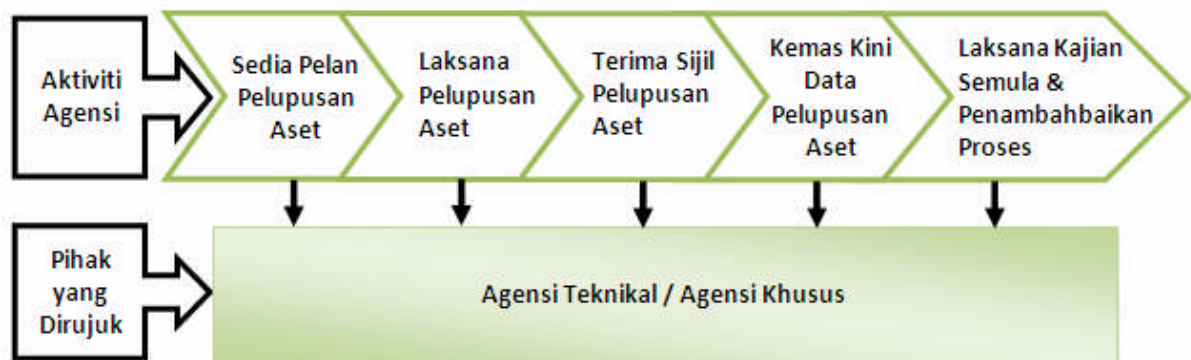 Aktiviti
Agensi
Sedia Pelan
Pelupusan
Aset
Laksana
Pelupusan
Aset
Terima Sijil
Pelupusan
Aset
Kemas Kini
Data
Pelupusan
Aset
Laksana Kajian
Semula &
Penambahbaikan
Proses
Pihak
yang
Dirujuk
Agensi Teknikal / Agensi Khusus